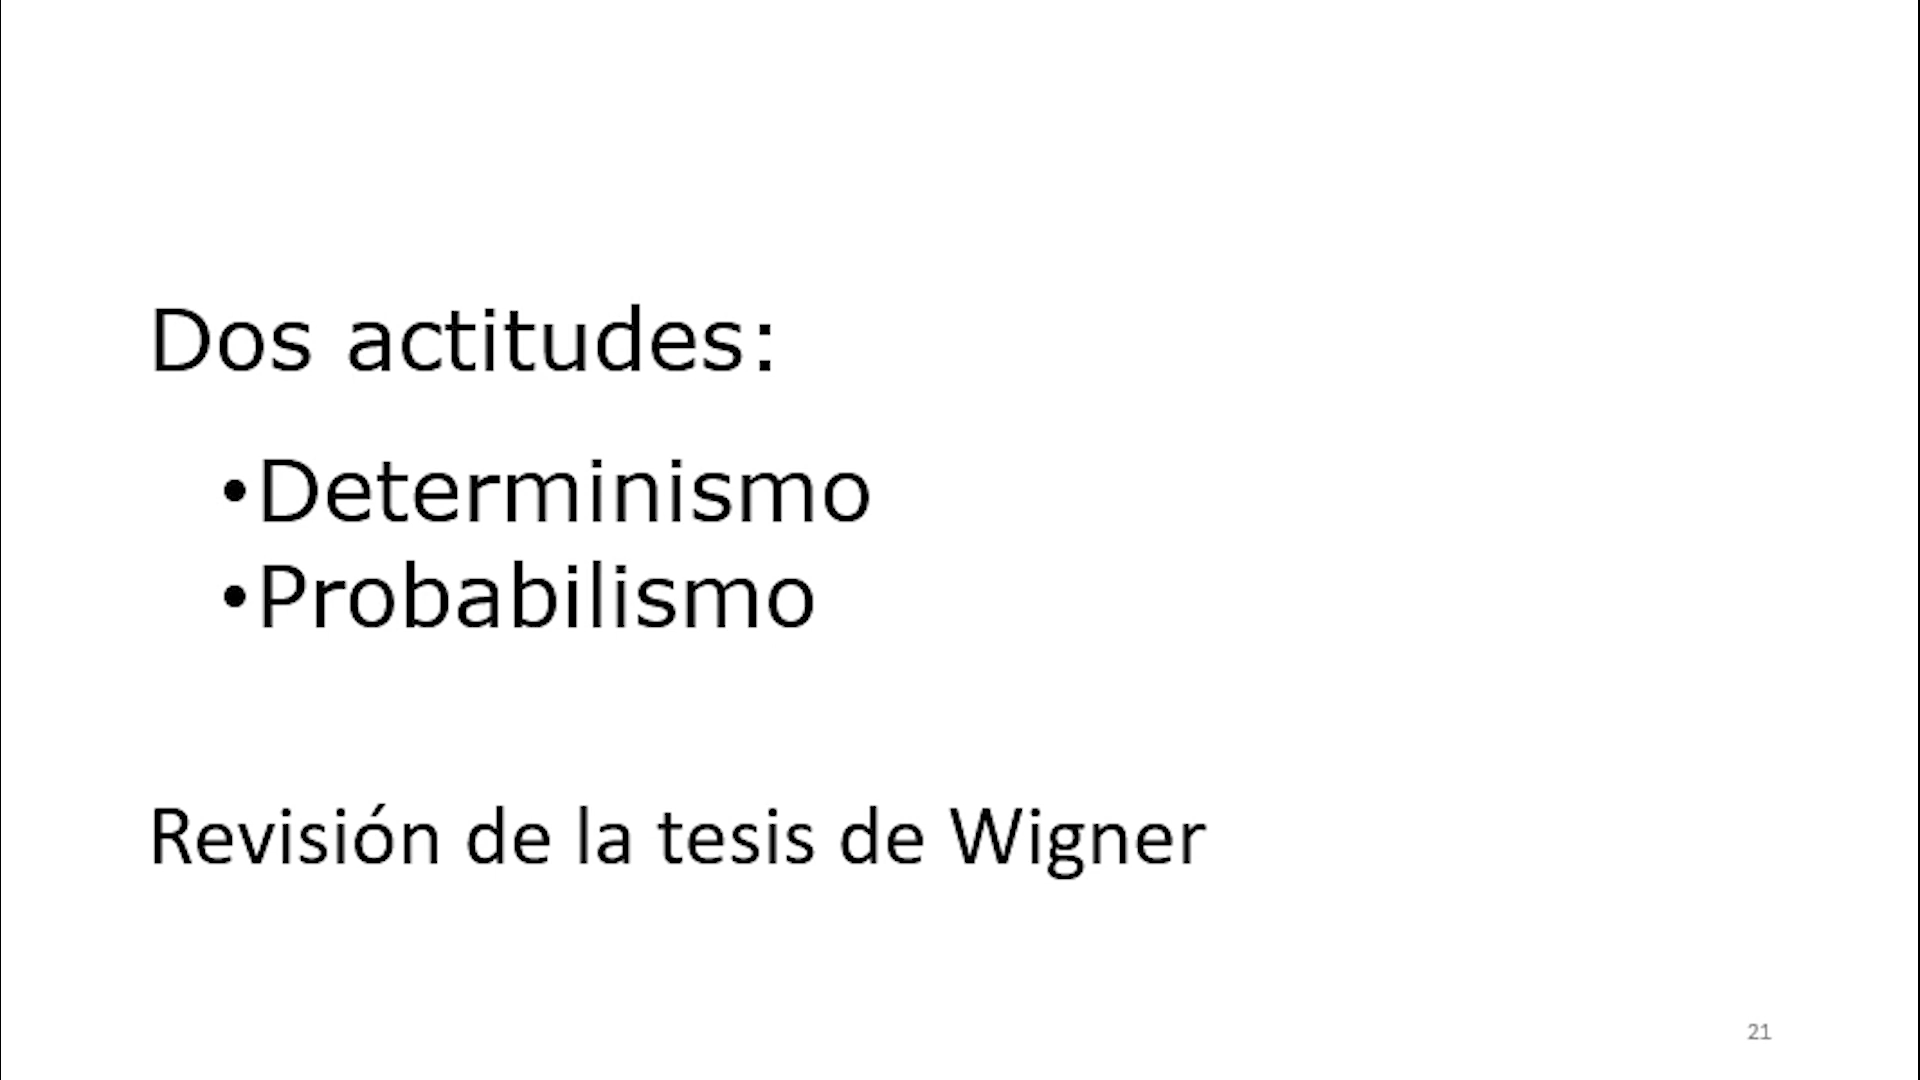 Dos actitudes:
•Determinismo
•Probabilismo
Revisión de la tesis de Wigner
21